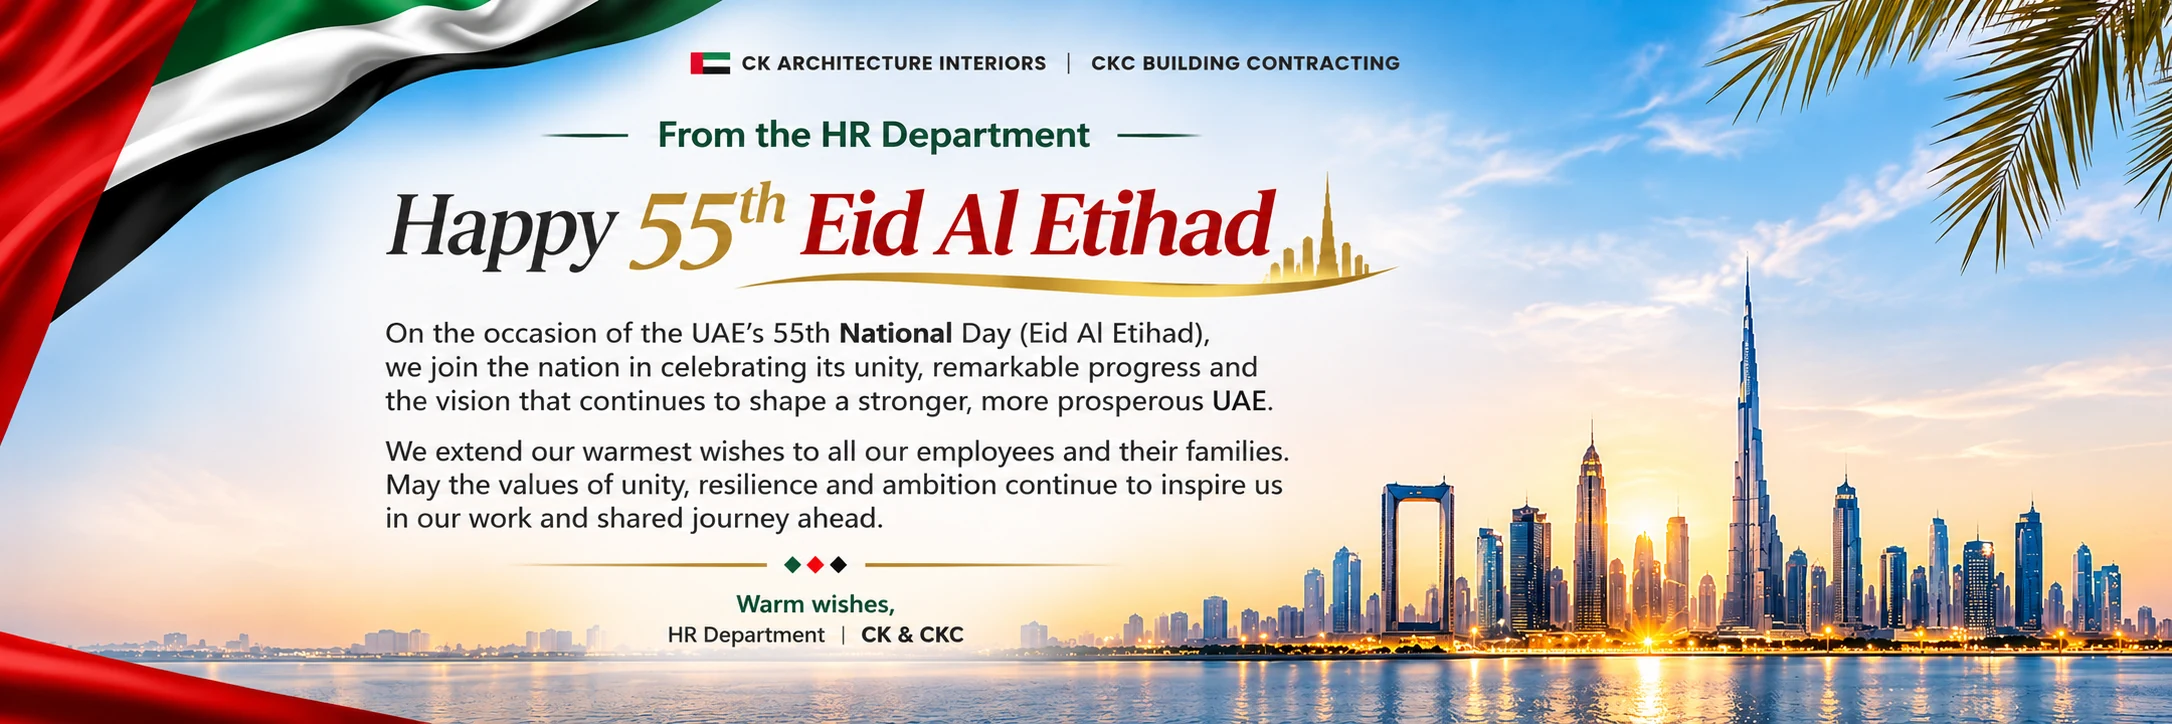 CK ARCHITECTURE INTERIORS | CKC BUILDING CONTRACTING
From the HR Department
Happy 55th Eid Al Etihad
On the occasion of the UAE’s 55th National Day (Eid Al Etihad),
we join the nation in celebrating its unity, remarkable progress and
the vision that continues to shape a stronger, more prosperous UAE.
We extend our warmest wishes to all our employees and their families.
May the values of unity, resilience and ambition continue to inspire us
in our work and shared journey ahead.
Warm wishes,
HR Department | CK & CKC